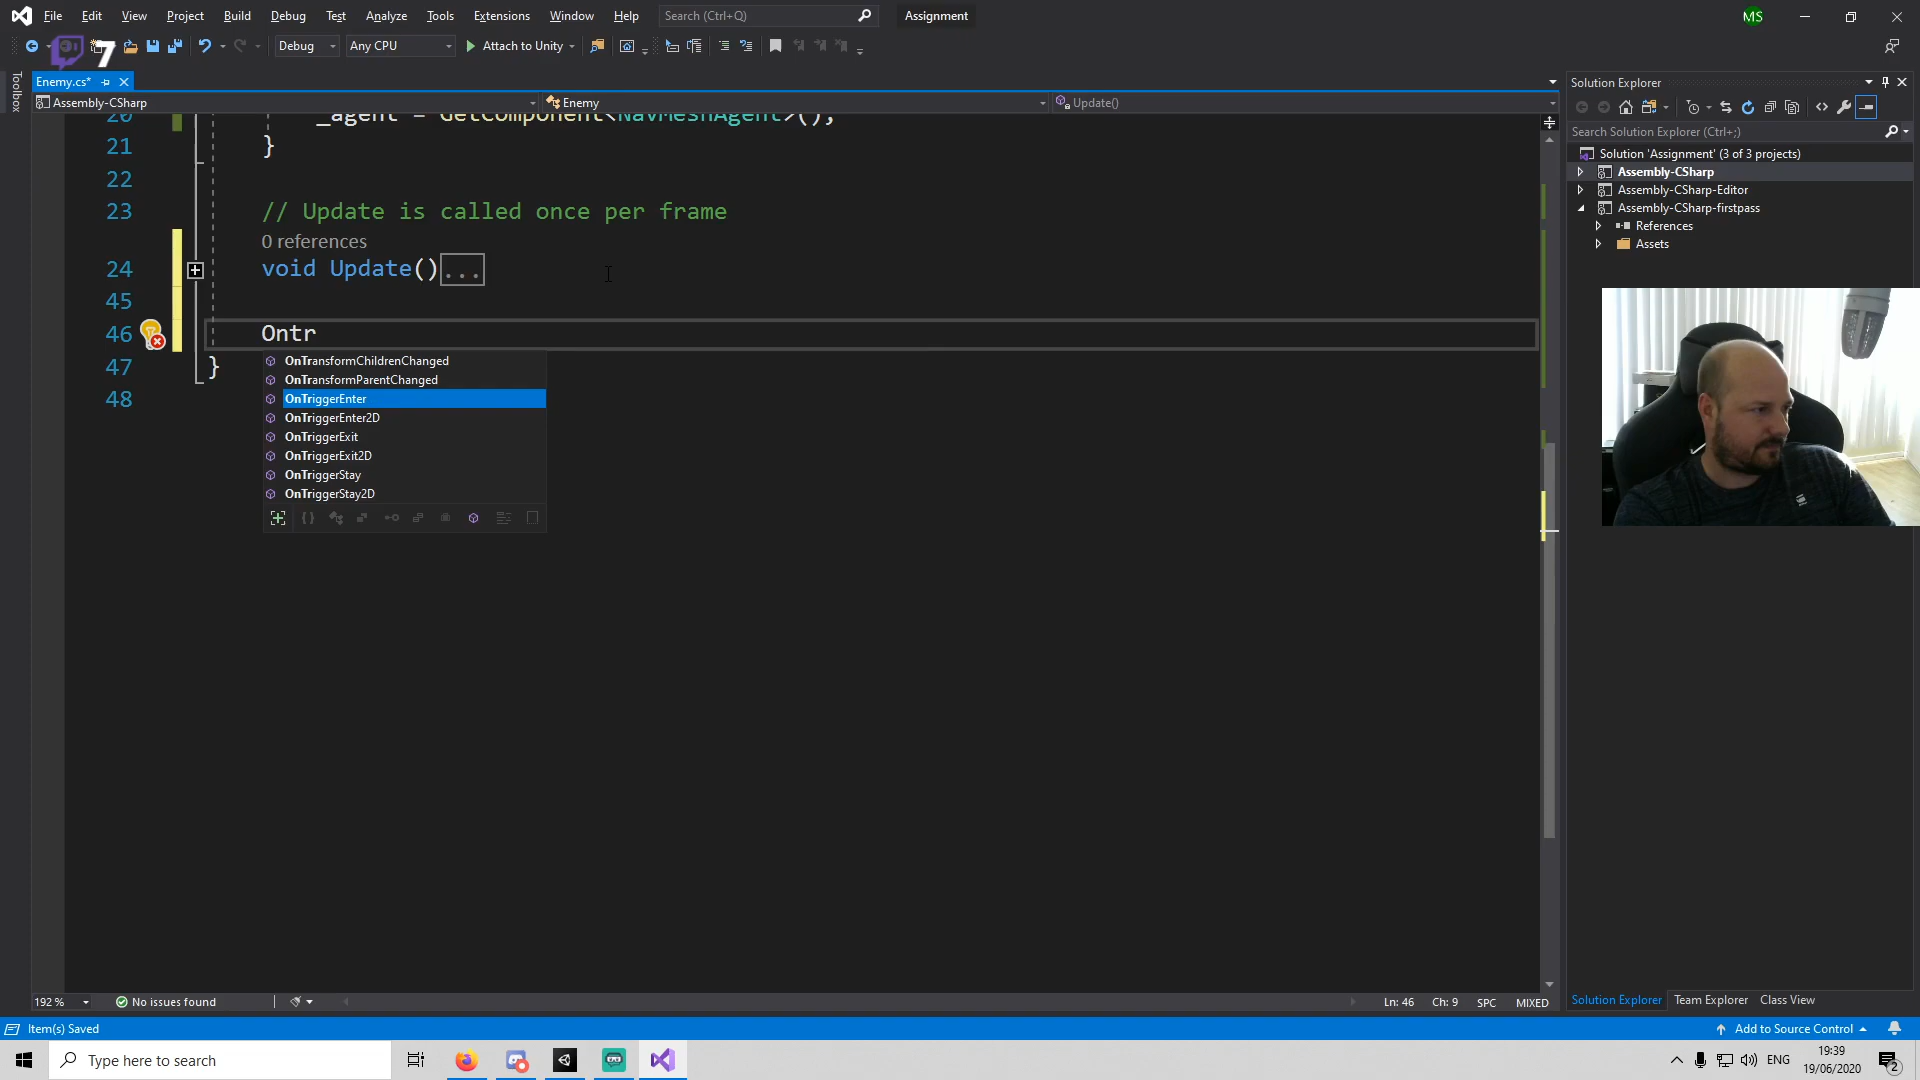 File Edit View Project Build Debug Test Analyze Tools Extensions Window Help Search (Ctrl+Q) Assignment MS
7 Debug Any CPU Attach to Unity
Toolbox
Enemy.cs*
Assembly-CSharp Enemy Update()
20 _agent = GetComponent<NavMeshAgent>();
21 }
22
23 // Update is called once per frame
0 references
24 void Update()...
45
46 Ontr
47 }
48
OnTransformChildrenChanged
OnTransformParentChanged
OnTriggerEnter
OnTriggerEnter2D
OnTriggerExit
OnTriggerExit2D
OnTriggerStay
OnTriggerStay2D
Solution Explorer
Search Solution Explorer (Ctrl+;)
Solution 'Assignment' (3 of 3 projects)
Assembly-CSharp
Assembly-CSharp-Editor
Assembly-CSharp-firstpass
References
Assets
192 % No issues found Ln: 46 Ch: 9 SPC MIXED
Solution Explorer Team Explorer Class View
Item(s) Saved Add to Source Control
Type here to search ENG 19:39
19/06/2020 2